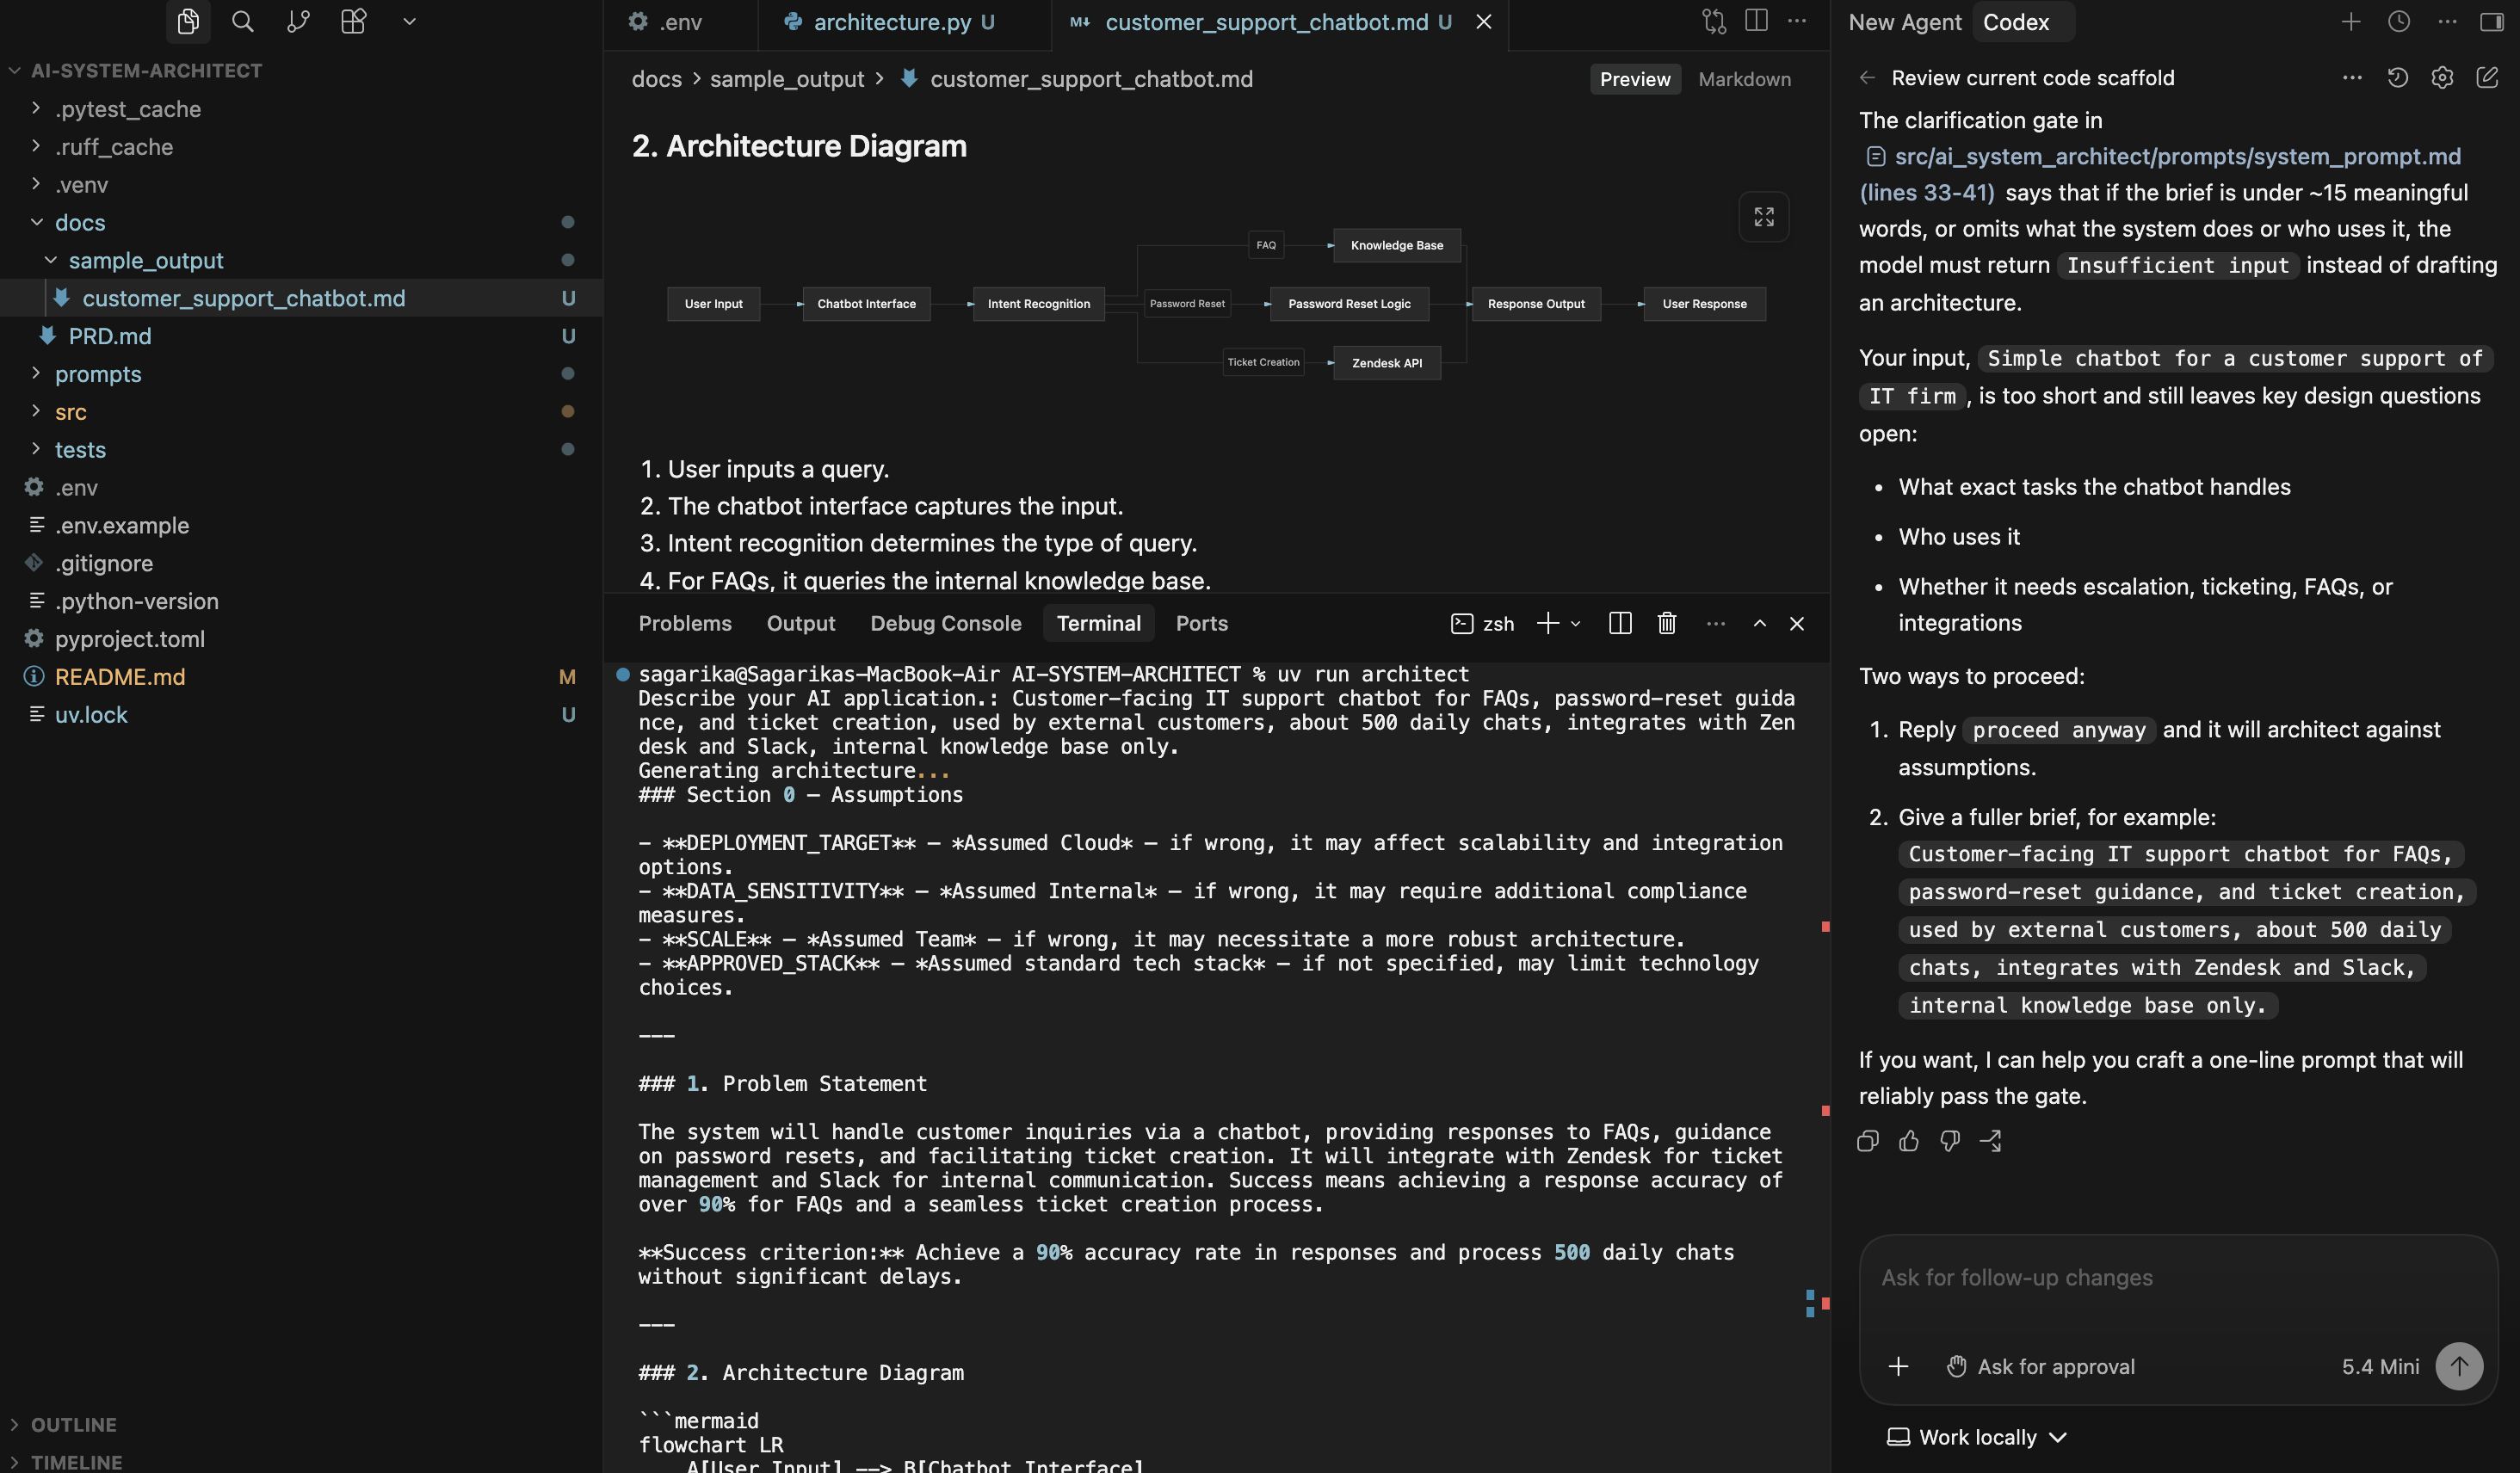 AI-SYSTEM-ARCHITECT
.pytest_cache
.ruff_cache
.venv
docs
sample_output
customer_support_chatbot.md U
PRD.md U
prompts
src
tests
.env
.env.example
.gitignore
.python-version
pyproject.toml
README.md M
uv.lock U
OUTLINE
TIMELINE
.env
architecture.py U
customer_support_chatbot.md U
docs > sample_output > customer_support_chatbot.md
Preview Markdown
2. Architecture Diagram
FAQ
Knowledge Base
User Input
Chatbot Interface
Intent Recognition
Password Reset
Password Reset Logic
Response Output
User Response
Ticket Creation
Zendesk API
1. User inputs a query.
2. The chatbot interface captures the input.
3. Intent recognition determines the type of query.
4. For FAQs, it queries the internal knowledge base.
Problems Output Debug Console Terminal Ports
zsh
sagarika@Sagarikas-MacBook-Air AI-SYSTEM-ARCHITECT % uv run architect
Describe your AI application.: Customer-facing IT support chatbot for FAQs, password-reset guida
nce, and ticket creation, used by external customers, about 500 daily chats, integrates with Zen
desk and Slack, internal knowledge base only.
Generating architecture...
### Section 0 — Assumptions
- **DEPLOYMENT_TARGET** — *Assumed Cloud* — if wrong, it may affect scalability and integration
options.
- **DATA_SENSITIVITY** — *Assumed Internal* — if wrong, it may require additional compliance
measures.
- **SCALE** — *Assumed Team* — if wrong, it may necessitate a more robust architecture.
- **APPROVED_STACK** — *Assumed standard tech stack* — if not specified, may limit technology
choices.
---
### 1. Problem Statement
The system will handle customer inquiries via a chatbot, providing responses to FAQs, guidance
on password resets, and facilitating ticket creation. It will integrate with Zendesk for ticket
management and Slack for internal communication. Success means achieving a response accuracy of
over 90% for FAQs and a seamless ticket creation process.
**Success criterion:** Achieve a 90% accuracy rate in responses and process 500 daily chats
without significant delays.
---
### 2. Architecture Diagram
```mermaid
flowchart LR
A[User Input] --> B[Chatbot Interface]
New Agent Codex
Review current code scaffold
The clarification gate in
src/ai_system_architect/prompts/system_prompt.md
(lines 33-41) says that if the brief is under ~15 meaningful
words, or omits what the system does or who uses it, the
model must return Insufficient input instead of drafting
an architecture.
Your input, Simple chatbot for a customer support of
IT firm, is too short and still leaves key design questions
open:
• What exact tasks the chatbot handles
• Who uses it
• Whether it needs escalation, ticketing, FAQs, or
integrations
Two ways to proceed:
1. Reply proceed anyway and it will architect against
assumptions.
2. Give a fuller brief, for example:
Customer-facing IT support chatbot for FAQs,
password-reset guidance, and ticket creation,
used by external customers, about 500 daily
chats, integrates with Zendesk and Slack,
internal knowledge base only.
If you want, I can help you craft a one-line prompt that will
reliably pass the gate.
Ask for follow-up changes
Ask for approval 5.4 Mini
Work locally